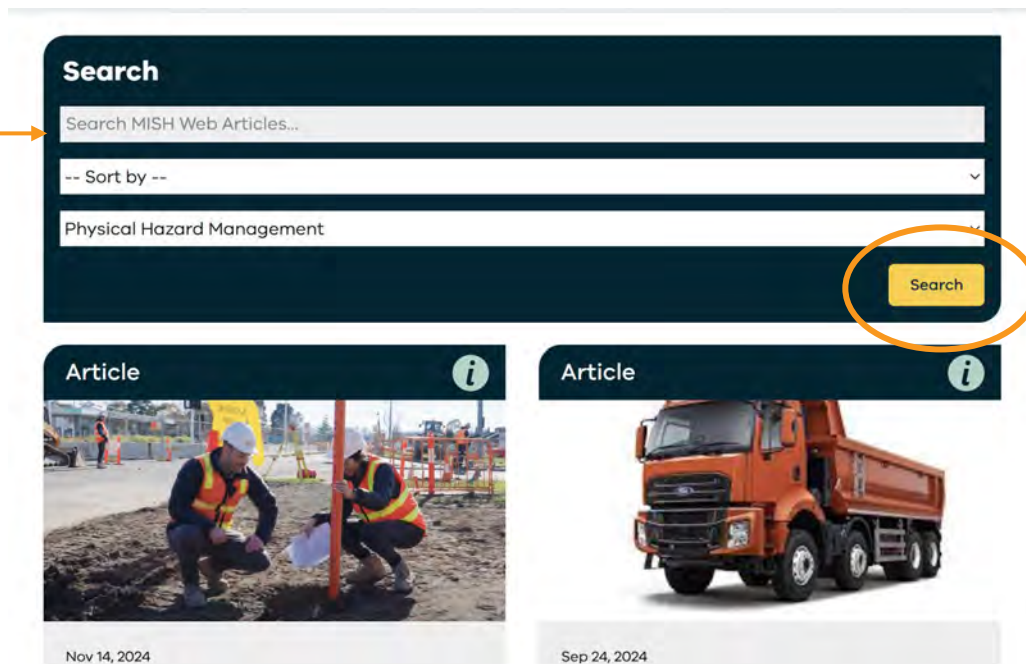 Search
Search MISH Web Articles...
-- Sort by --
Physical Hazard Management
Search
Article
i
Article
i
Nov 14, 2024
Sep 24, 2024